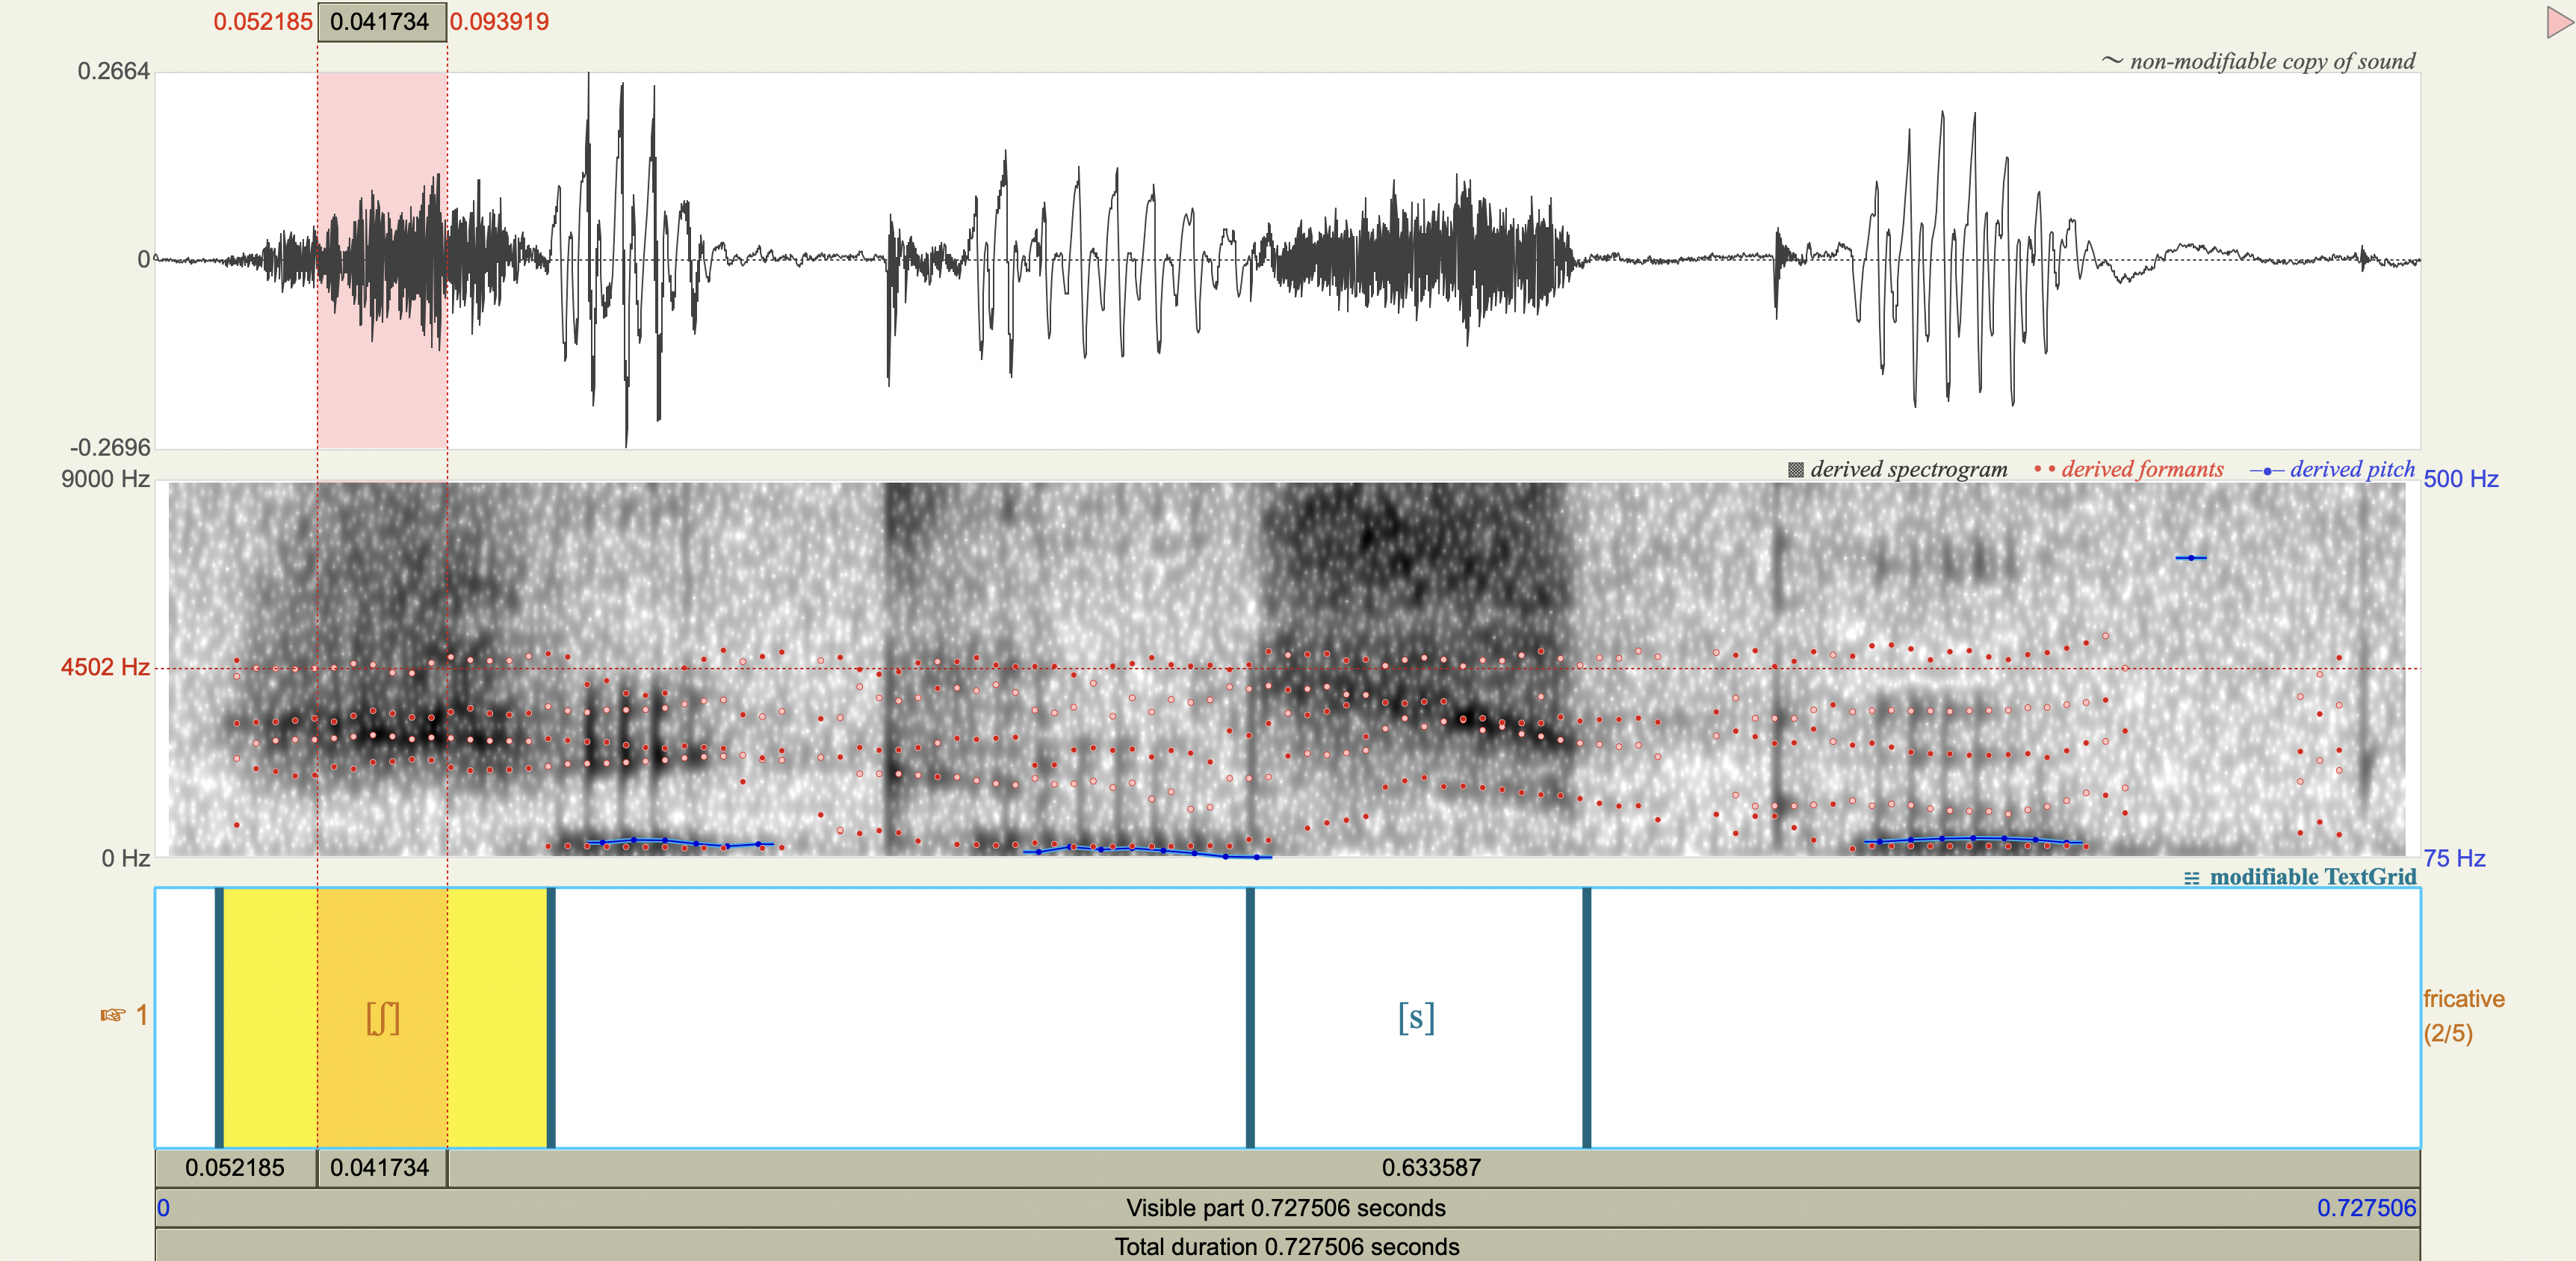 0.052185 0.041734 0.093919
0.2664
~ non-modifiable copy of sound
0
-0.2696
derived spectrogram derived formants derived pitch
9000 Hz
500 Hz
4502 Hz
0 Hz
75 Hz
modifiable TextGrid
1
[ʃ]
[s]
fricative
(2/5)
0.052185 0.041734 0.633587
0 Visible part 0.727506 seconds 0.727506
Total duration 0.727506 seconds